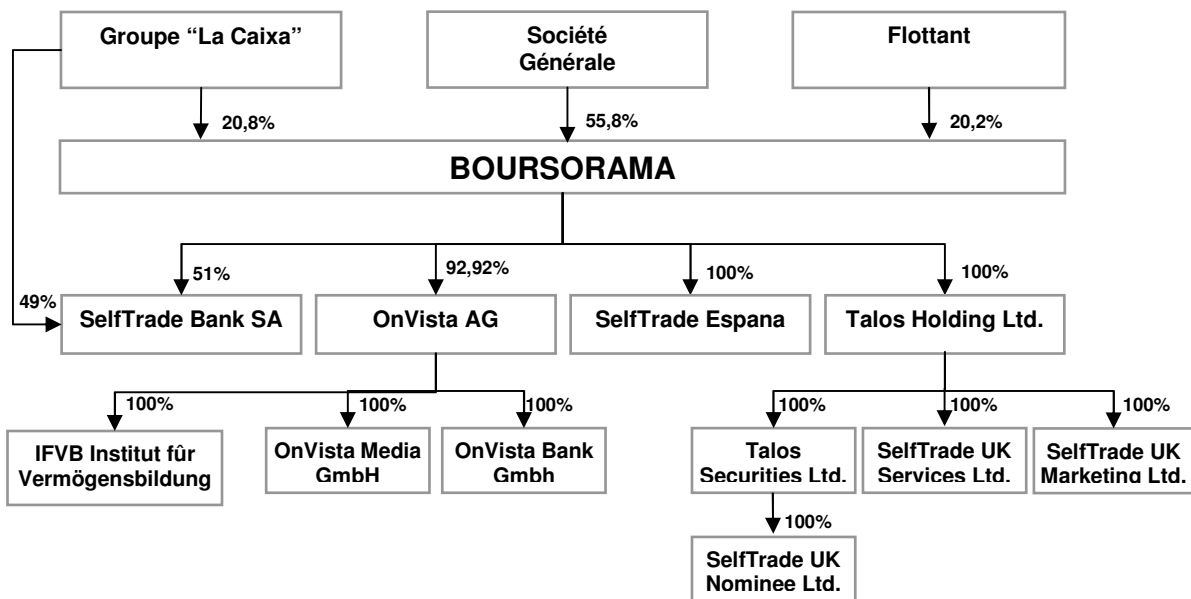 Groupe “La Caixa”
Société
Générale
Flottant
20,8%
55,8%
20,2%
BOURSORAMA
51%
92,92%
100%
100%
49%
SelfTrade Bank SA
OnVista AG
SelfTrade Espana
Talos Holding Ltd.
100%
100%
100%
100%
100%
100%
IFVB Institut fûr
Vermögensbildung
OnVista Media
GmbH
OnVista Bank
Gmbh
Talos
Securities Ltd.
SelfTrade UK
Services Ltd.
SelfTrade UK
Marketing Ltd.
100%
SelfTrade UK
Nominee Ltd.